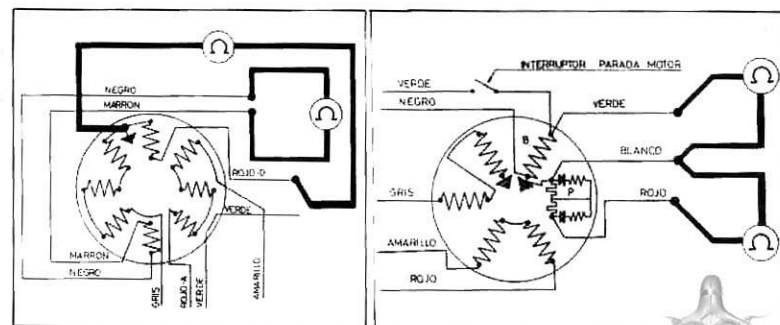 Ω
NEGRO
MARRON
Ω
ROJO-D
VERDE
MARRON
NEGRO
GRIS
ROJO-A
VERDE
AMARILLO
INTERRUPTOR PARADA MOTOR
VERDE
NEGRO
VERDE
Ω
B
BLANCO
P
GRIS
ROJO
AMARILLO
ROJO
Ω